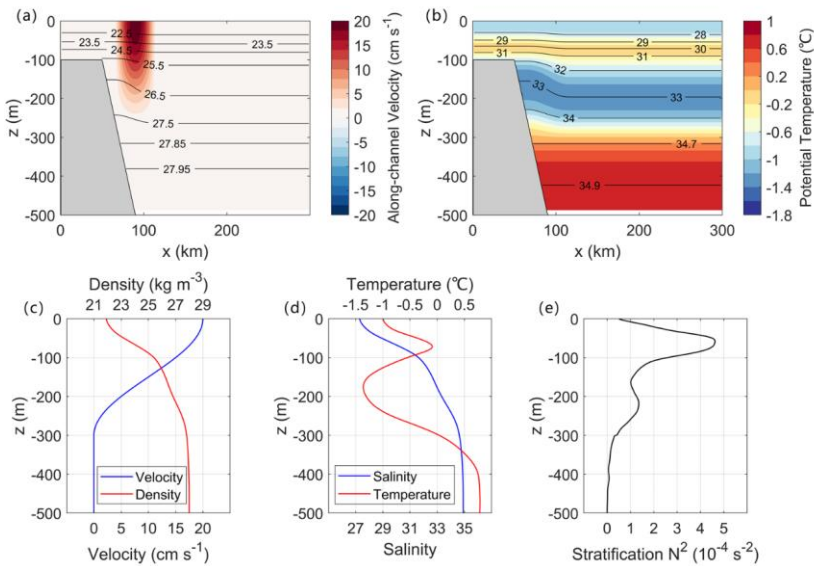 (a)
0
-100
-200
-300
-400
-500
z (m)
22.5
23.5
23.5
24.5
25.5
26.5
27.5
27.85
27.95
0
100
200
x (km)
20
15
10
5
0
-5
-10
-15
-20
Along-channel Velocity (cm s⁻¹)
(b)
0
-100
-200
-300
-400
-500
z (m)
28
29
29
30
31
31
32
33
33
34
34.7
34.9
0
100
200
300
x (km)
1
0.6
0.2
-0.2
-0.6
-1
-1.4
-1.8
Potential Temperature (℃)
(c)
Density (kg m⁻³)
21 23 25 27 29
0
-100
-200
-300
-400
-500
z (m)
Velocity
Density
0 5 10 15 20
Velocity (cm s⁻¹)
(d)
Temperature (℃)
-1.5 -1 -0.5 0 0.5
0
-100
-200
-300
-400
-500
z (m)
Salinity
Temperature
27 29 31 33 35
Salinity
(e)
0
-100
-200
-300
-400
-500
z (m)
0 1 2 3 4 5
Stratification N² (10⁻⁴ s⁻²)